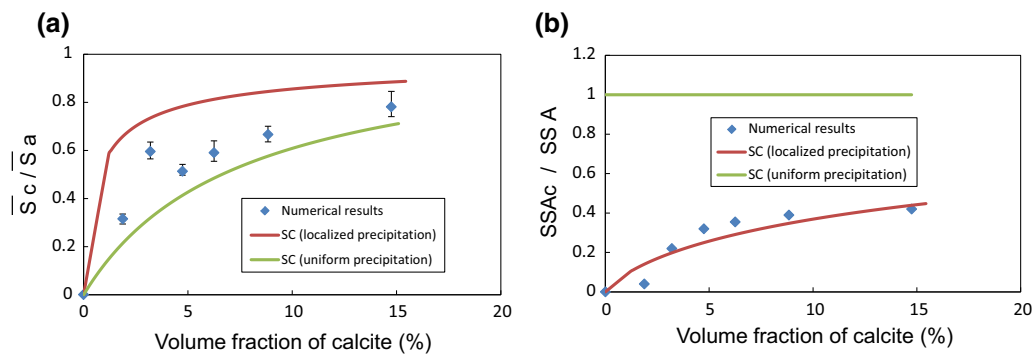 (a)
1
0.8
0.6
0.4
0.2
0
S c / S a
Numerical results
SC (localized precipitation)
SC (uniform precipitation)
0 5 10 15 20
Volume fraction of calcite (%)
(b)
1.2
1
0.8
0.6
0.4
0.2
0
SSAc / SS A
Numerical results
SC (localized precipitation)
SC (uniform precipitation)
0 5 10 15 20
Volume fraction of calcite (%)